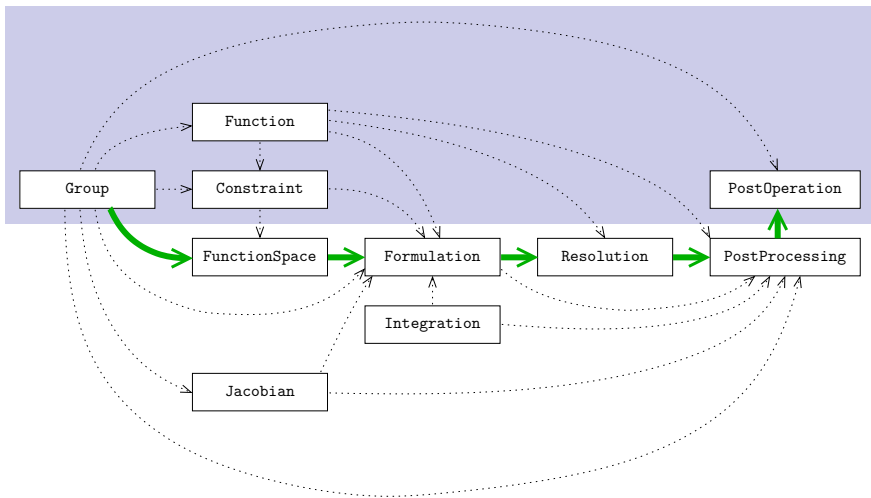 Function
Group
Constraint
PostOperation
FunctionSpace
Formulation
Resolution
PostProcessing
Integration
Jacobian